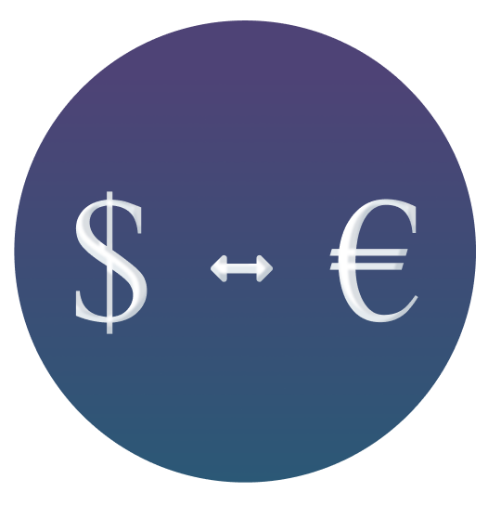 $ ↔ €